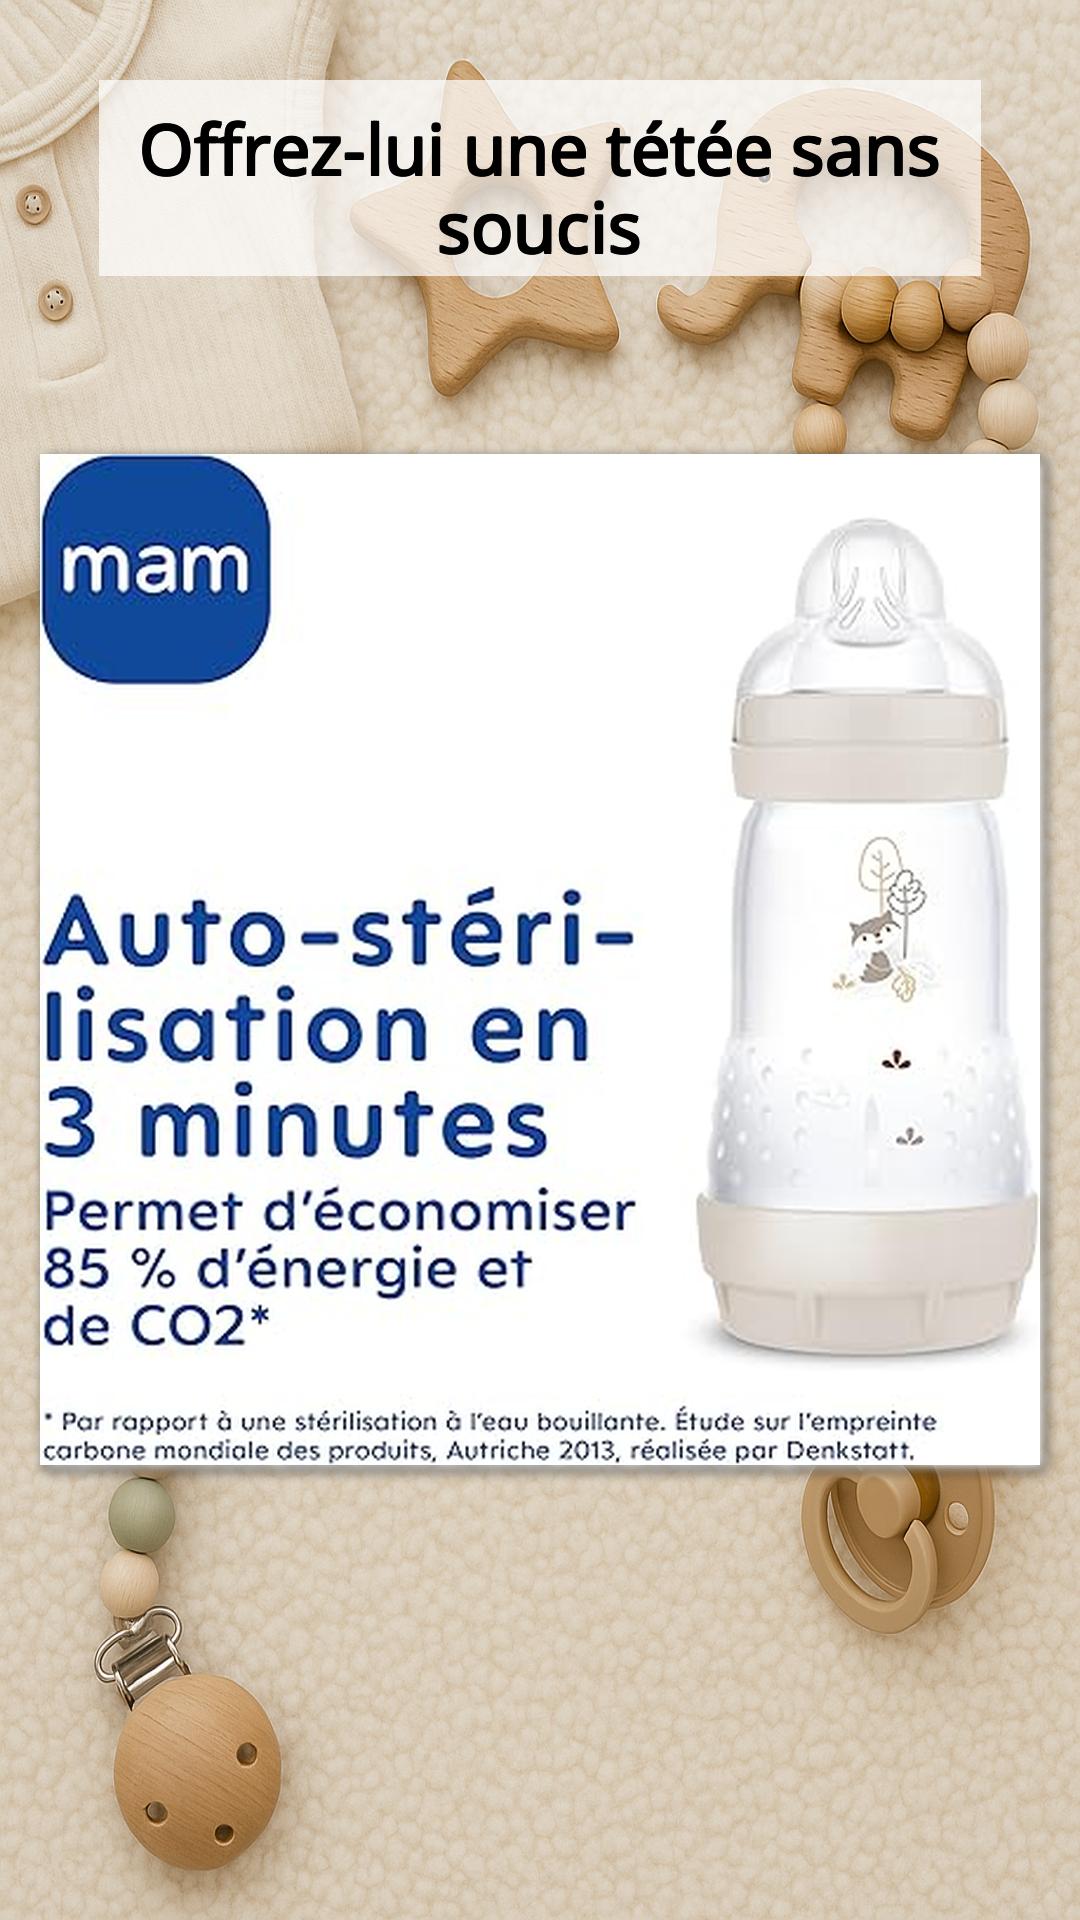 Offrez-lui une tétée sans
soucis
mam
Auto-stéri-
lisation en
3 minutes
Permet d'économiser
85 % d'énergie et
de CO2*
* Par rapport à une stérilisation à l'eau bouillante. Étude sur l'empreinte
carbone mondiale des produits, Autriche 2013, réalisée par Denkstatt.